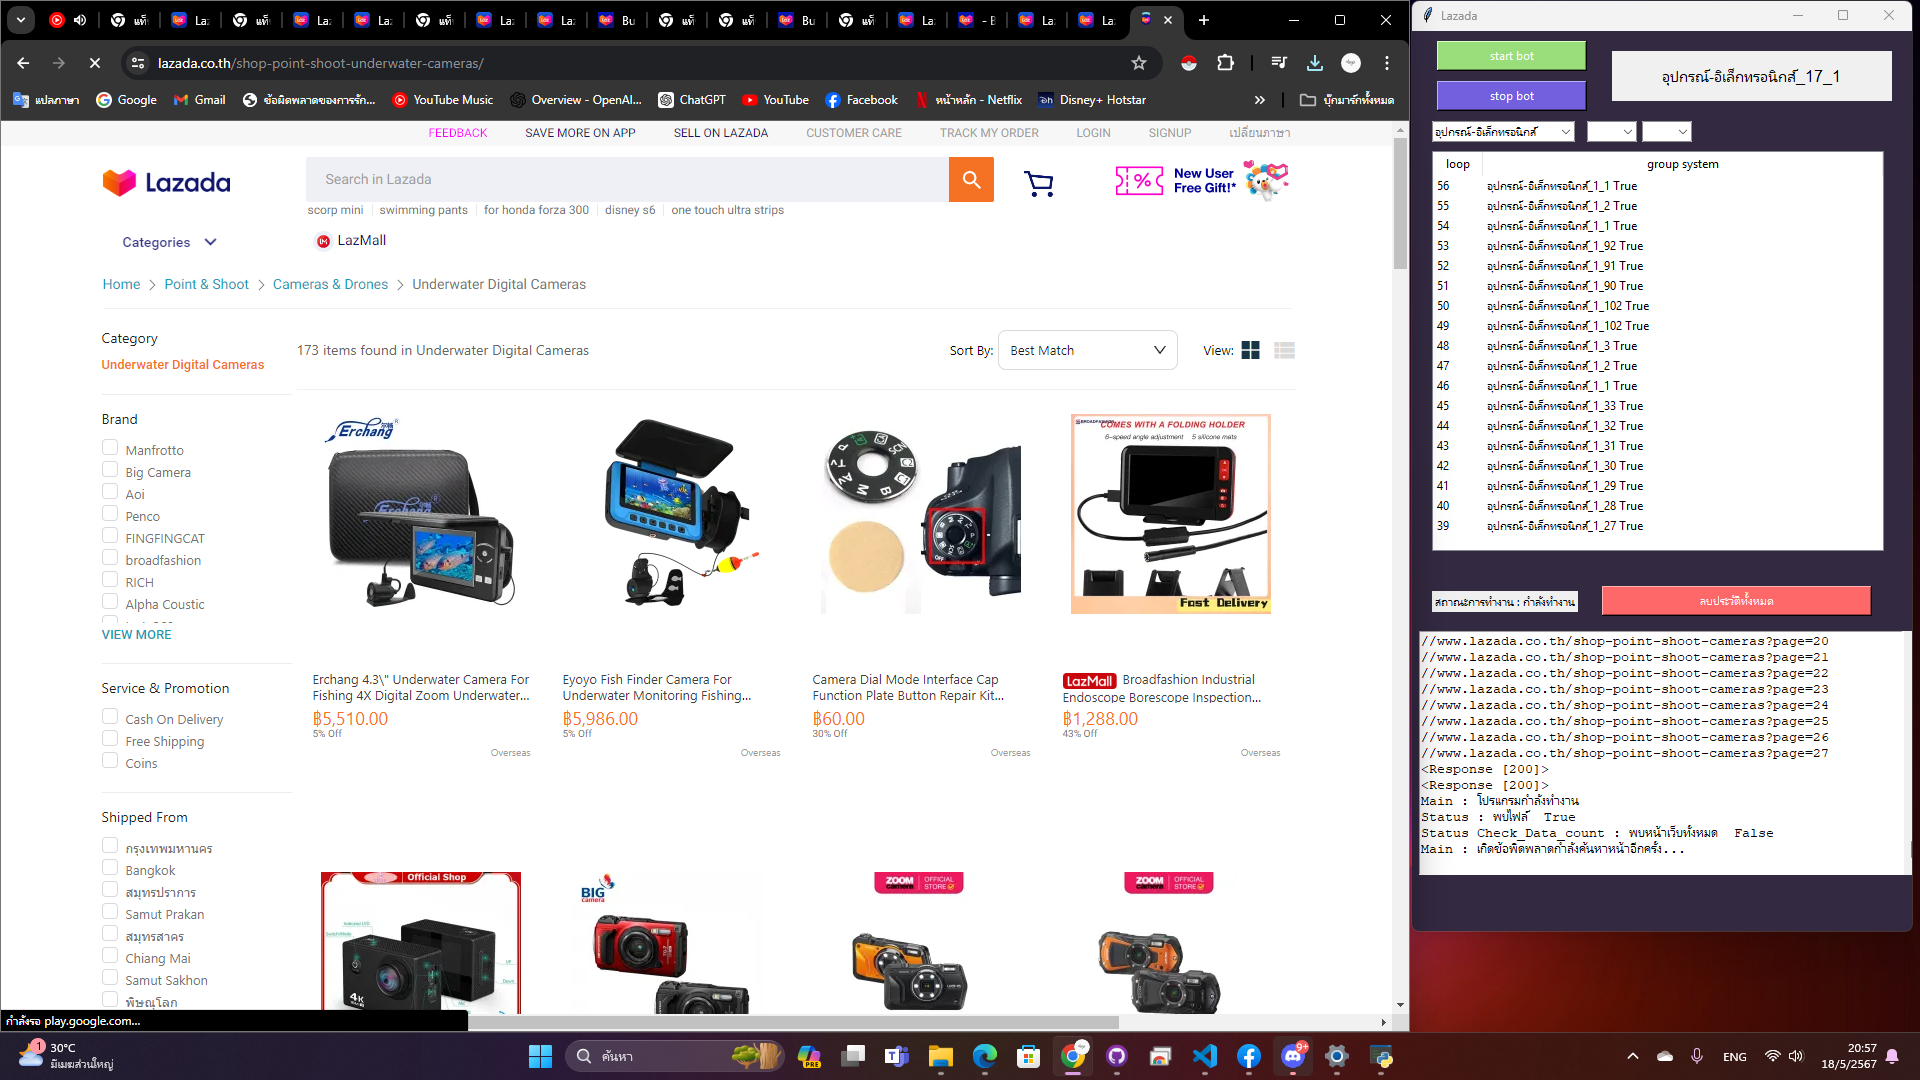 Lazada
start bot
stop bot
อุปกรณ์-อิเล็กทรอนิกส์_17_1
อุปกรณ์-อิเล็กทรอนิกส์
loop group system
56 อุปกรณ์-อิเล็กทรอนิกส์_1_1 True
55 อุปกรณ์-อิเล็กทรอนิกส์_1_2 True
54 อุปกรณ์-อิเล็กทรอนิกส์_1_1 True
53 อุปกรณ์-อิเล็กทรอนิกส์_1_92 True
52 อุปกรณ์-อิเล็กทรอนิกส์_1_91 True
51 อุปกรณ์-อิเล็กทรอนิกส์_1_90 True
50 อุปกรณ์-อิเล็กทรอนิกส์_1_102 True
49 อุปกรณ์-อิเล็กทรอนิกส์_1_102 True
48 อุปกรณ์-อิเล็กทรอนิกส์_1_3 True
47 อุปกรณ์-อิเล็กทรอนิกส์_1_2 True
46 อุปกรณ์-อิเล็กทรอนิกส์_1_1 True
45 อุปกรณ์-อิเล็กทรอนิกส์_1_33 True
44 อุปกรณ์-อิเล็กทรอนิกส์_1_32 True
43 อุปกรณ์-อิเล็กทรอนิกส์_1_31 True
42 อุปกรณ์-อิเล็กทรอนิกส์_1_30 True
41 อุปกรณ์-อิเล็กทรอนิกส์_1_29 True
40 อุปกรณ์-อิเล็กทรอนิกส์_1_28 True
39 อุปกรณ์-อิเล็กทรอนิกส์_1_27 True
สถานะการทำงาน : กำลังทำงาน
ลบประวัติทั้งหมด
//www.lazada.co.th/shop-point-shoot-cameras?page=20
//www.lazada.co.th/shop-point-shoot-cameras?page=21
//www.lazada.co.th/shop-point-shoot-cameras?page=22
//www.lazada.co.th/shop-point-shoot-cameras?page=23
//www.lazada.co.th/shop-point-shoot-cameras?page=24
//www.lazada.co.th/shop-point-shoot-cameras?page=25
//www.lazada.co.th/shop-point-shoot-cameras?page=26
//www.lazada.co.th/shop-point-shoot-cameras?page=27
<Response [200]>
<Response [200]>
Main : โปรแกรมกำลังทำงาน
Status : พบไฟล์ True
Status Check_Data_count : พบหน้าเว็บทั้งหมด False
Main : เกิดข้อผิดพลาดกำลังค้นหาหน้าอีกครั้ง...
lazada.co.th/shop-point-shoot-underwater-cameras/
แปลภาษา
Google
Gmail
ข้อผิดพลาดของการรัก...
YouTube Music
Overview - OpenAI...
ChatGPT
YouTube
Facebook
หน้าหลัก - Netflix
Disney+ Hotstar
บุ๊กมาร์กทั้งหมด
FEEDBACK SAVE MORE ON APP SELL ON LAZADA CUSTOMER CARE TRACK MY ORDER LOGIN SIGNUP เปลี่ยนภาษา
Lazada
Search in Lazada
New User
Free Gift!*
scorp mini swimming pants for honda forza 300 disney s6 one touch ultra strips
Categories
LazMall
Home Point & Shoot Cameras & Drones Underwater Digital Cameras
Category
Underwater Digital Cameras
173 items found in Underwater Digital Cameras
Sort By: Best Match
View:
Brand
Manfrotto
Big Camera
Aoi
Penco
FINGFINGCAT
broadfashion
RICH
Alpha Coustic
VIEW MORE
Service & Promotion
Cash On Delivery
Free Shipping
Coins
Shipped From
กรุงเทพมหานคร
Bangkok
สมุทรปราการ
Samut Prakan
สมุทรสาคร
Chiang Mai
Samut Sakhon
พิษณุโลก
Erchang
COMES WITH A FOLDING HOLDER
6-speed angle adjustment 5 silicone mats
Fast Delivery
Erchang 4.3\" Underwater Camera For
Fishing 4X Digital Zoom Underwater...
฿5,510.00
5% Off
Overseas
Eyoyo Fish Finder Camera For
Underwater Monitoring Fishing...
฿5,986.00
5% Off
Overseas
Camera Dial Mode Interface Cap
Function Plate Button Repair Kit...
฿60.00
30% Off
Overseas
LazMall Broadfashion Industrial
Endoscope Borescope Inspection...
฿1,288.00
43% Off
Overseas
Official Shop
4K
BIG
camera
ZOOM camera OFFICIAL STORE
ZOOM camera OFFICIAL STORE
กำลังรอ play.google.com...
30°C
มีเมฆส่วนใหญ่
ค้นหา
ENG
20:57
18/5/2567